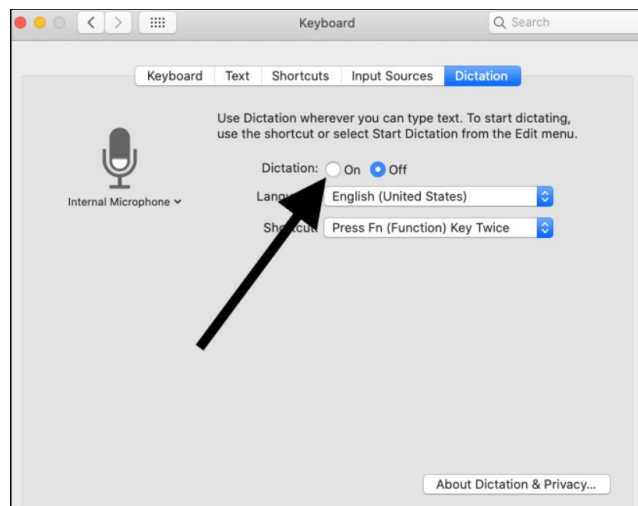 Keyboard
Search
Keyboard Text Shortcuts Input Sources Dictation
Use Dictation wherever you can type text. To start dictating,
use the shortcut or select Start Dictation from the Edit menu.
Dictation: On Off
Internal Microphone
English (United States)
Press Fn (Function) Key Twice
About Dictation & Privacy...